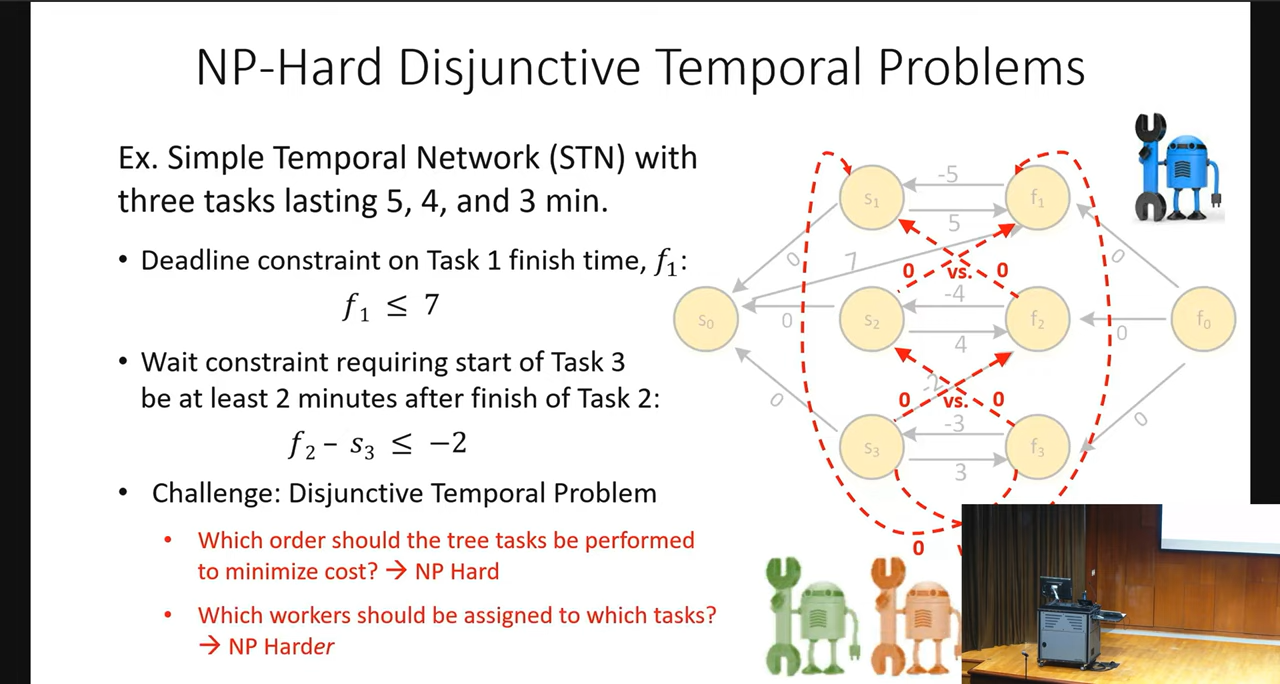 NP-Hard Disjunctive Temporal Problems
Ex. Simple Temporal Network (STN) with
three tasks lasting 5, 4, and 3 min.
• Deadline constraint on Task 1 finish time, f₁:
f₁ ≤ 7
• Wait constraint requiring start of Task 3
be at least 2 minutes after finish of Task 2:
f₂ – s₃ ≤ −2
• Challenge: Disjunctive Temporal Problem
• Which order should the tree tasks be performed
to minimize cost? → NP Hard
• Which workers should be assigned to which tasks?
→ NP Harder
s₁
-5
5
f₁
0
7
0
0
vs.
0
s₀
0
s₂
-4
4
f₂
0
f₀
0
-2
0
vs.
0
0
s₃
-3
3
f₃
0